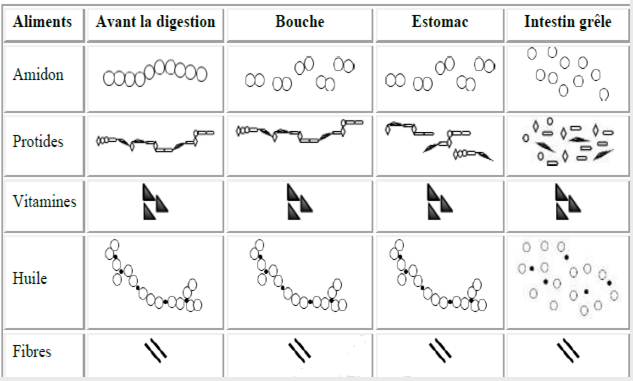 Aliments Avant la digestion Bouche Estomac Intestin grêle
Amidon
Protides
Vitamines
Huile
Fibres